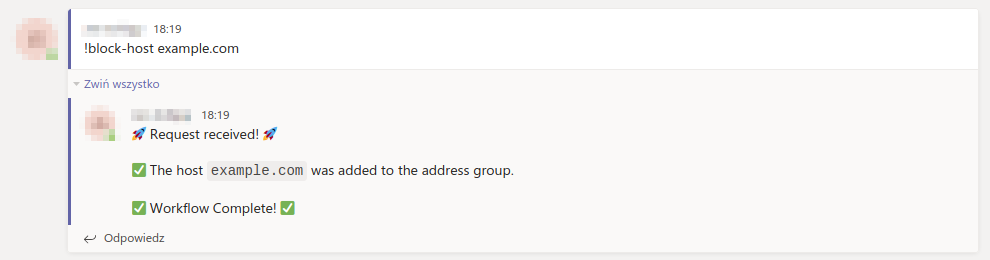 18:19
!block-host example.com
Zwiń wszystko
18:19
🚀 Request received! 🚀
✅ The host example.com was added to the address group.
✅ Workflow Complete! ✅
Odpowiedz